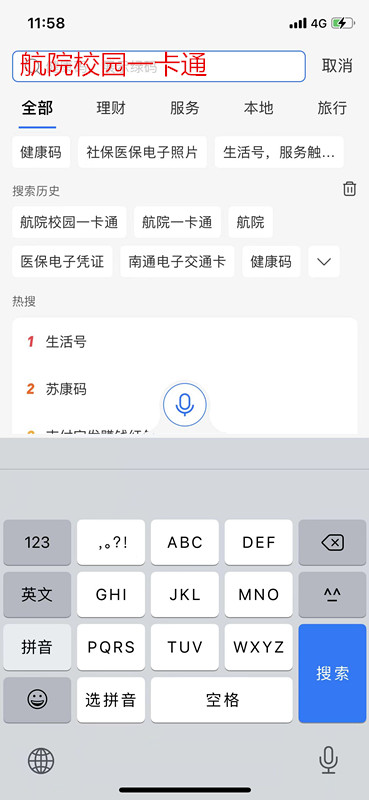 11:58
4G
航院校园一卡通
取消
全部 理财 服务 本地 旅行
健康码 社保医保电子照片 生活号，服务触...
搜索历史
航院校园一卡通 航院一卡通 航院
医保电子凭证 南通电子交通卡 健康码
热搜
1 生活号
2 苏康码
123 ,。?! ABC DEF
英文 GHI JKL MNO ^^
拼音 PQRS TUV WXYZ 搜索
选拼音 空格